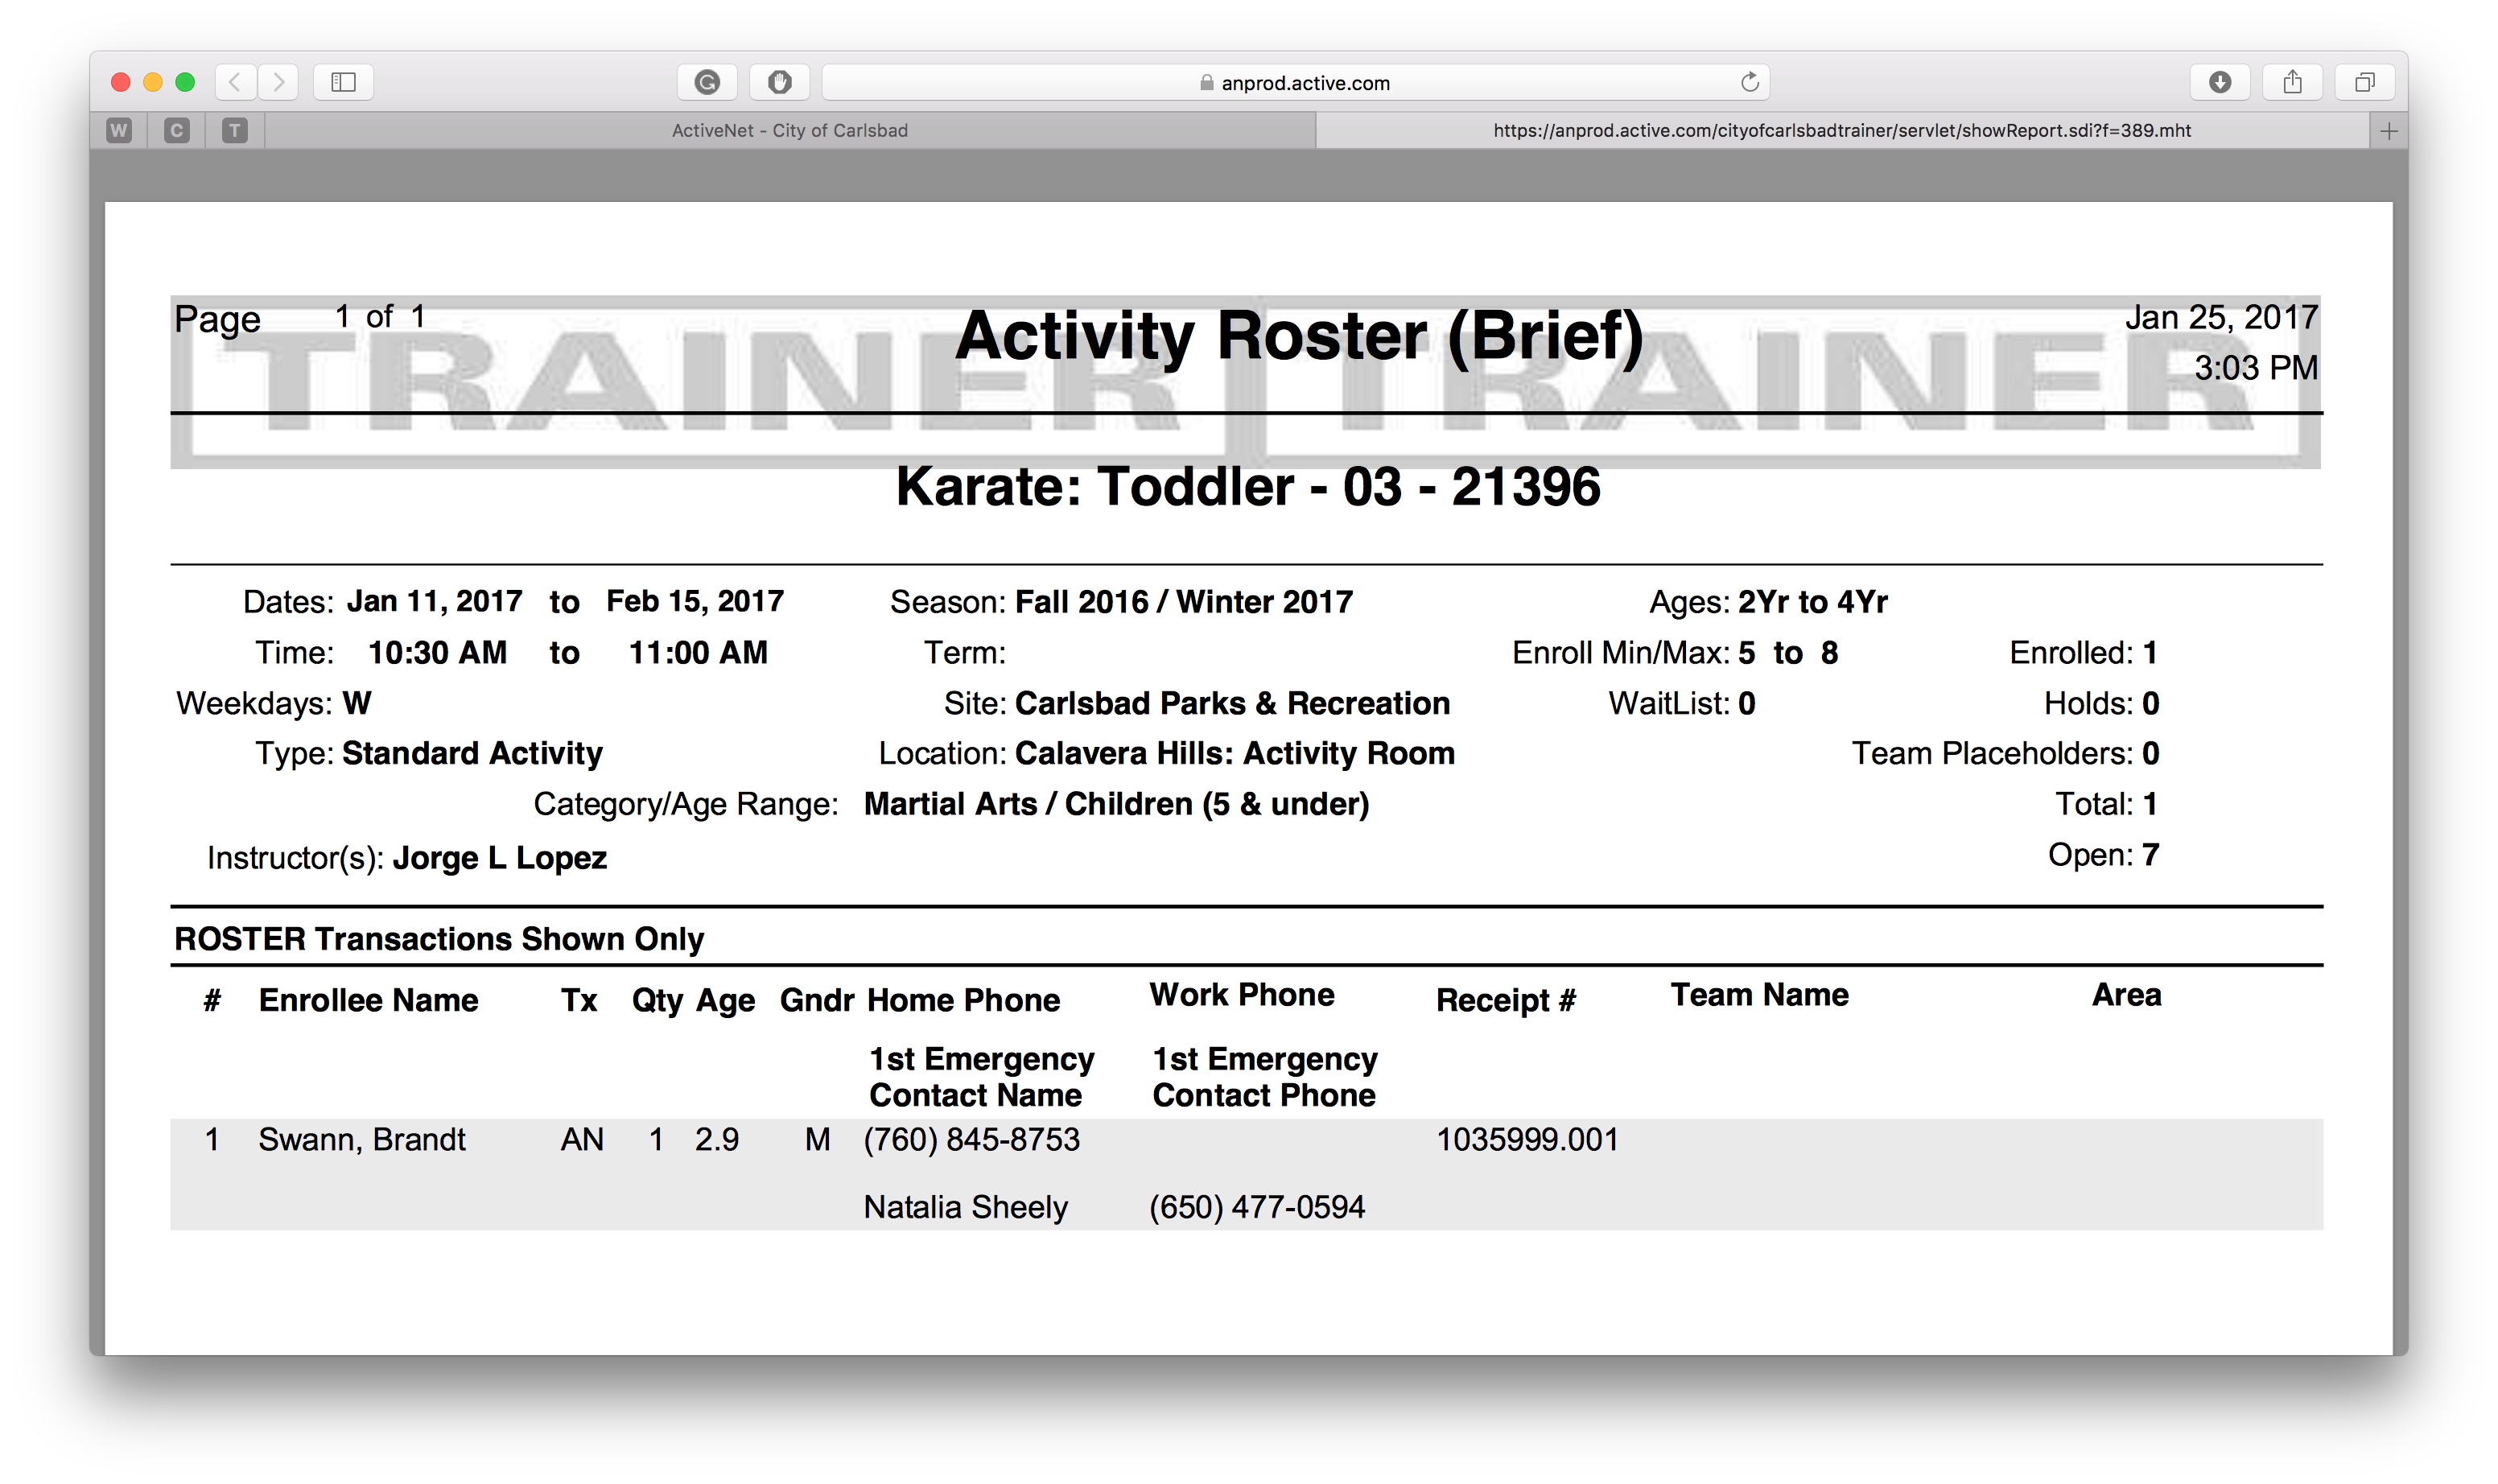 anprod.active.com
W C T ActiveNet - City of Carlsbad https://anprod.active.com/cityofcarlsbadtrainer/servlet/showReport.sdi?f=389.mht
TRAINER TRAINER
Page 1 of 1 Activity Roster (Brief) Jan 25, 2017
3:03 PM
Karate: Toddler - 03 - 21396
Dates: Jan 11, 2017 to Feb 15, 2017 Season: Fall 2016 / Winter 2017 Ages: 2Yr to 4Yr
Time: 10:30 AM to 11:00 AM Term: Enroll Min/Max: 5 to 8 Enrolled: 1
Weekdays: W Site: Carlsbad Parks & Recreation WaitList: 0 Holds: 0
Type: Standard Activity Location: Calavera Hills: Activity Room Team Placeholders: 0
Category/Age Range: Martial Arts / Children (5 & under) Total: 1
Instructor(s): Jorge L Lopez Open: 7
ROSTER Transactions Shown Only
# Enrollee Name Tx Qty Age Gndr Home Phone Work Phone Receipt # Team Name Area
1st Emergency 1st Emergency
Contact Name Contact Phone
1 Swann, Brandt AN 1 2.9 M (760) 845-8753 1035999.001
Natalia Sheely (650) 477-0594